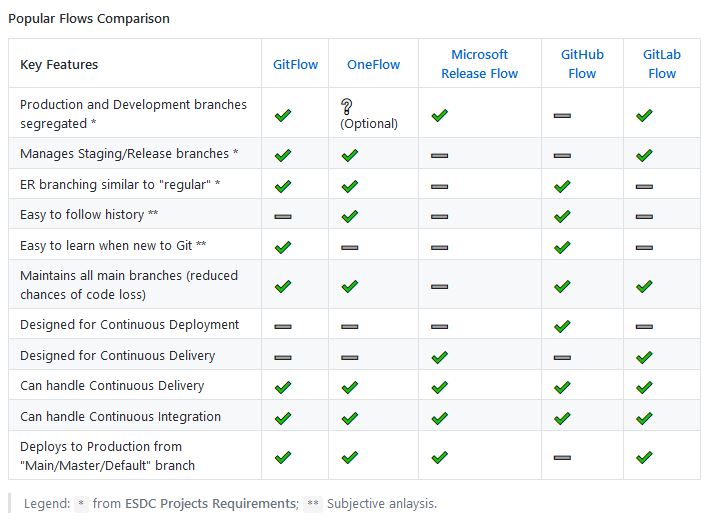 Popular Flows Comparison
Key Features GitFlow OneFlow Microsoft Release Flow GitHub Flow GitLab Flow
Production and Development branches
segregated * ✔ ? (Optional) ✔ ➖ ✔
Manages Staging/Release branches * ✔ ✔ ➖ ➖ ✔
ER branching similar to "regular" * ✔ ✔ ➖ ✔ ➖
Easy to follow history ** ➖ ✔ ➖ ✔ ➖
Easy to learn when new to Git ** ✔ ➖ ➖ ✔ ➖
Maintains all main branches (reduced
chances of code loss) ✔ ✔ ➖ ✔ ✔
Designed for Continuous Deployment ➖ ➖ ➖ ✔ ➖
Designed for Continuous Delivery ➖ ➖ ✔ ➖ ✔
Can handle Continuous Delivery ✔ ✔ ✔ ✔ ✔
Can handle Continuous Integration ✔ ✔ ✔ ✔ ✔
Deploys to Production from
"Main/Master/Default" branch ✔ ✔ ✔ ➖ ✔
Legend: * from ESDC Projects Requirements; ** Subjective anlaysis.